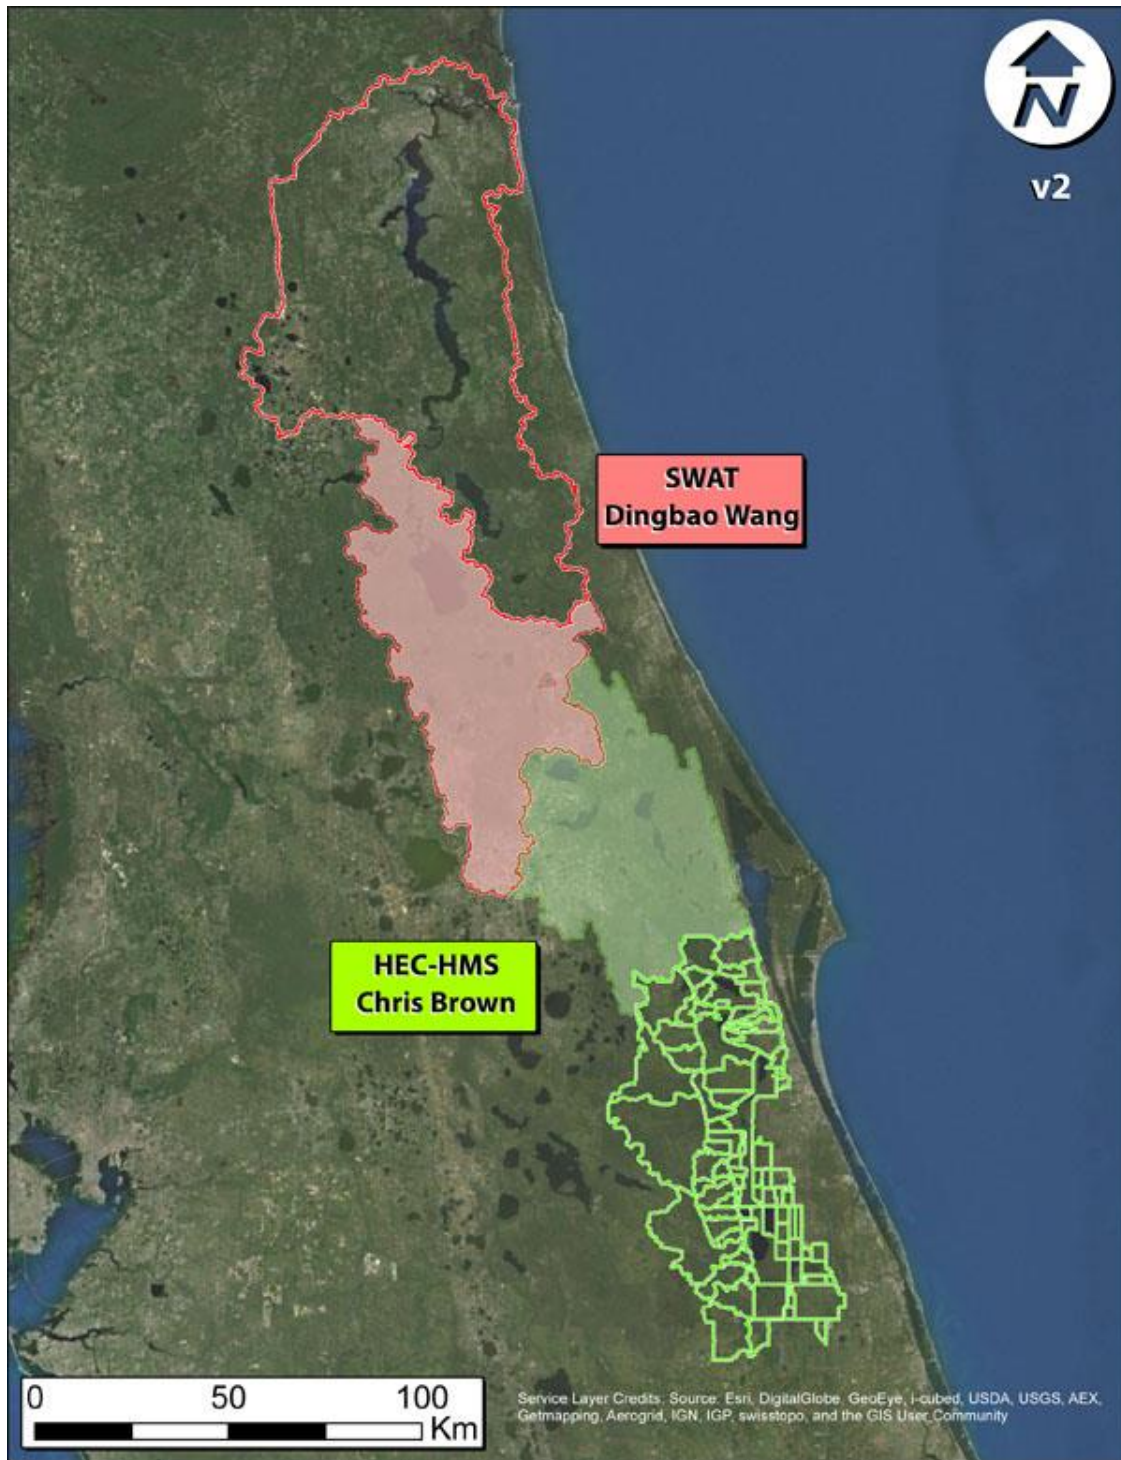 N
v2
SWAT
Dingbao Wang
HEC-HMS
Chris Brown
0 50 100
Km
Service Layer Credits: Source: Esri, DigitalGlobe, GeoEye, i-cubed, USDA, USGS, AEX,
Getmapping, Aerogrid, IGN, IGP, swisstopo, and the GIS User Community